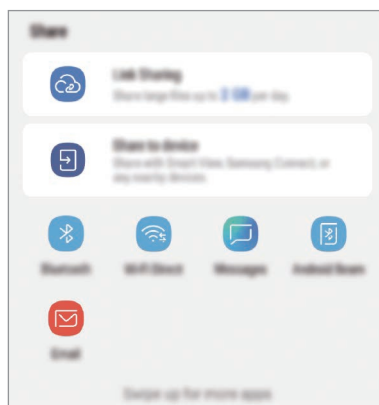 Share
Link Sharing
Share large files up to 2 GB per day.
Share to device
Share with Smart View, Samsung Connect, or
any nearby devices.
Bluetooth Wi-Fi Direct Messages Android Beam
Email
Swipe up for more apps